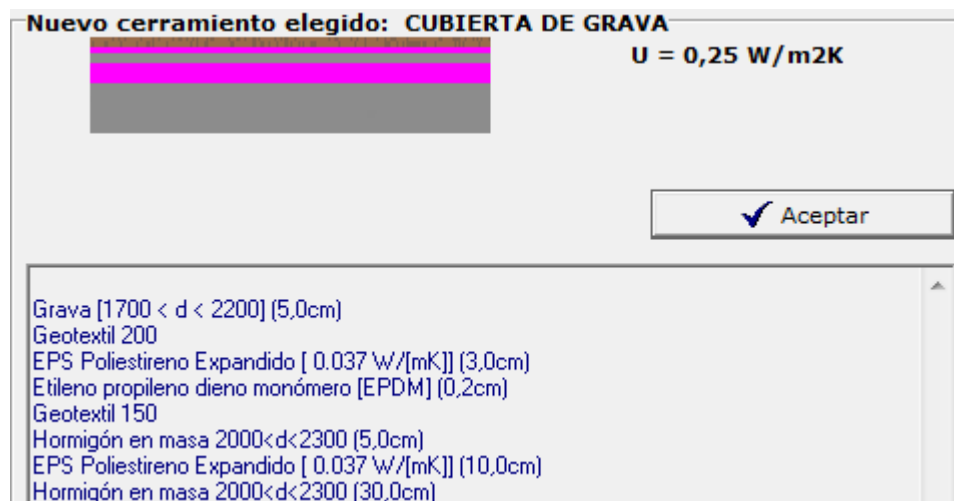 Nuevo cerramiento elegido: CUBIERTA DE GRAVA
U = 0,25 W/m2K
Aceptar
Grava [1700 < d < 2200] (5,0cm)
Geotextil 200
EPS Poliestireno Expandido [ 0.037 W/[mK]] (3,0cm)
Etileno propileno dieno monómero [EPDM] (0,2cm)
Geotextil 150
Hormigón en masa 2000<d<2300 (5,0cm)
EPS Poliestireno Expandido [ 0.037 W/[mK]] (10,0cm)
Hormigón en masa 2000<d<2300 (30,0cm)